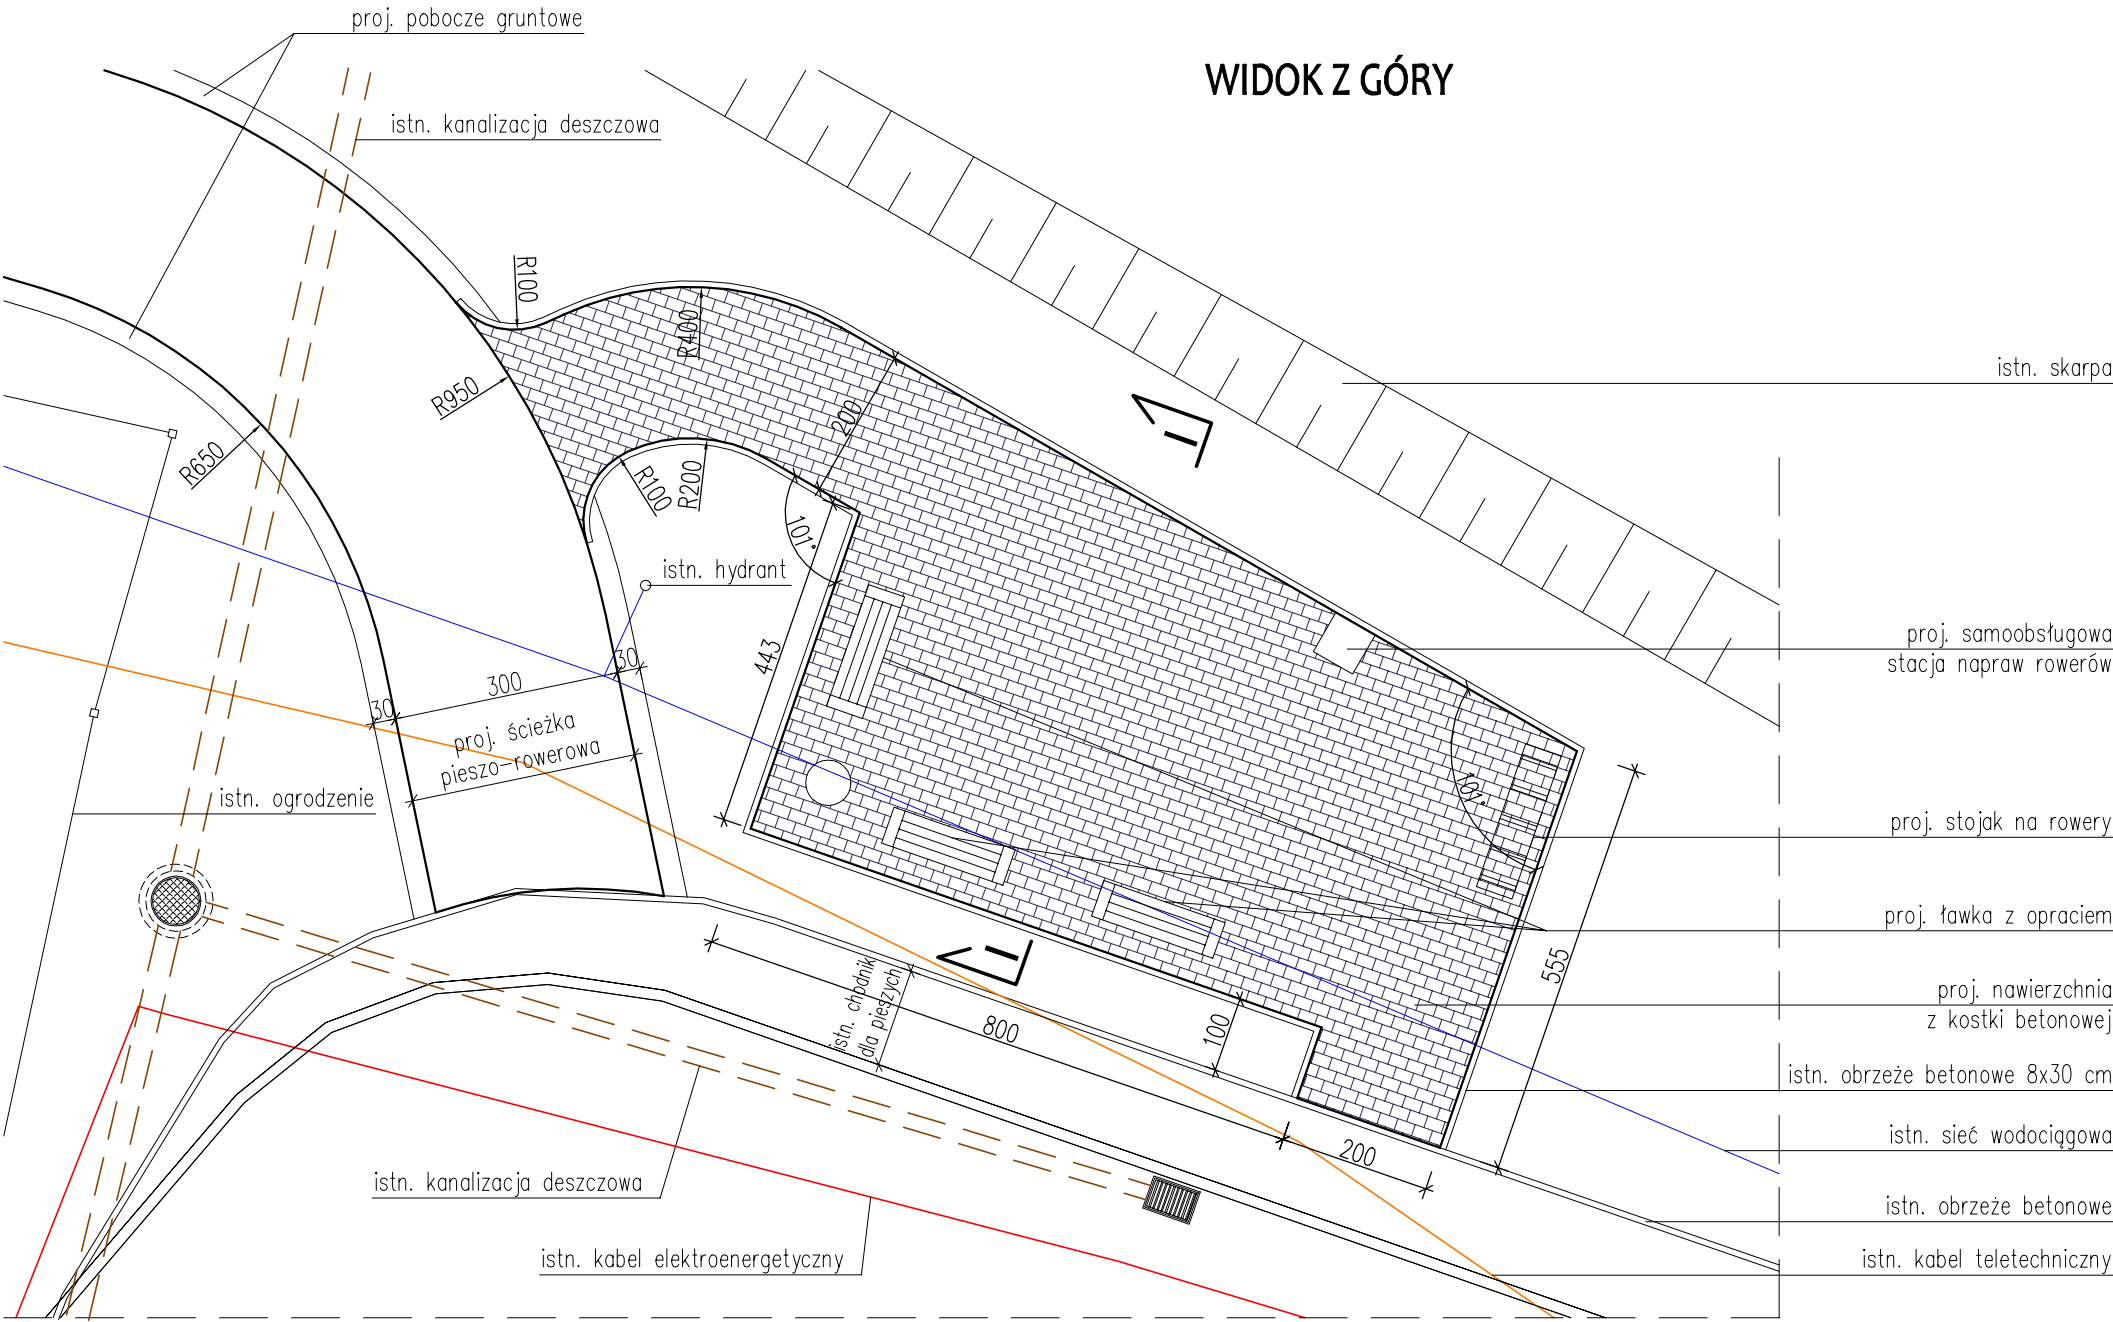 proj. pobocze gruntowe
WIDOK Z GÓRY
istn. kanalizacja deszczowa
R100
R400
R950
R650
200
R100
R200
101°
istn. skarpa
I
istn. hydrant
443
30
300
30
proj. ścieżka
pieszo-rowerowa
proj. samoobsługowa
stacja napraw rowerów
istn. ogrodzenie
101°
proj. stojak na rowery
proj. ławka z opraciem
555
I
istn. chodnik
dla pieszych
800
100
proj. nawierzchnia
z kostki betonowej
istn. obrzeże betonowe 8x30 cm
istn. sieć wodociągowa
200
istn. kanalizacja deszczowa
istn. obrzeże betonowe
istn. kabel elektroenergetyczny
istn. kabel teletechniczny